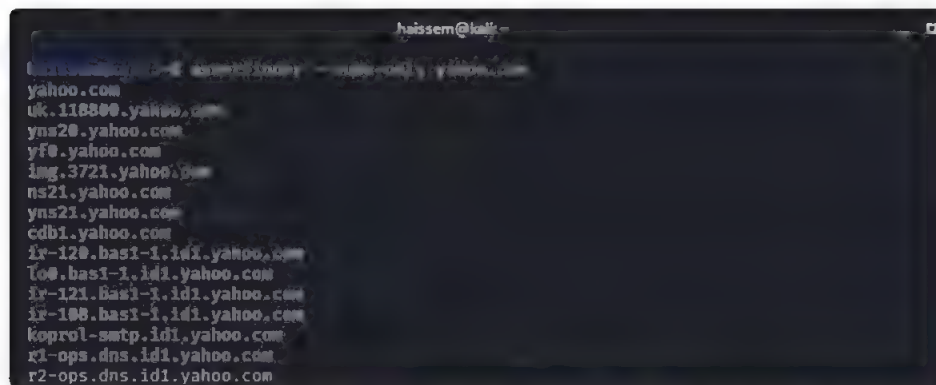 haissem@kali:~
yahoo.com
uk.118800.yahoo.com
yns20.yahoo.com
yf0.yahoo.com
img.3721.yahoo.com
ns21.yahoo.com
yns21.yahoo.com
cdb1.yahoo.com
ir-120.bas1-1.id1.yahoo.com
lo0.bas1-1.id1.yahoo.com
ir-121.bas1-1.id1.yahoo.com
ir-108.bas1-1.id1.yahoo.com
koprol-smtp.id1.yahoo.com
r1-ops.dns.id1.yahoo.com
r2-ops.dns.id1.yahoo.com